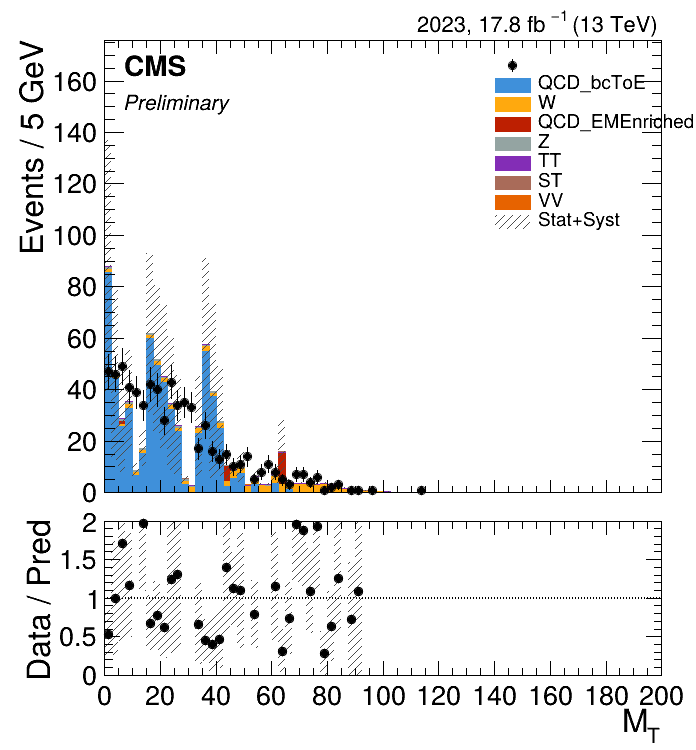 2023, 17.8 fb⁻¹ (13 TeV)
Events / 5 GeV
CMS
Preliminary
QCD_bcToE
W
QCD_EMEnriched
Z
TT
ST
VV
Stat+Syst
160
140
120
100
80
60
40
20
0
Data / Pred
2
1.5
1
0.5
0
0 20 40 60 80 100 120 140 160 180 200
M_T